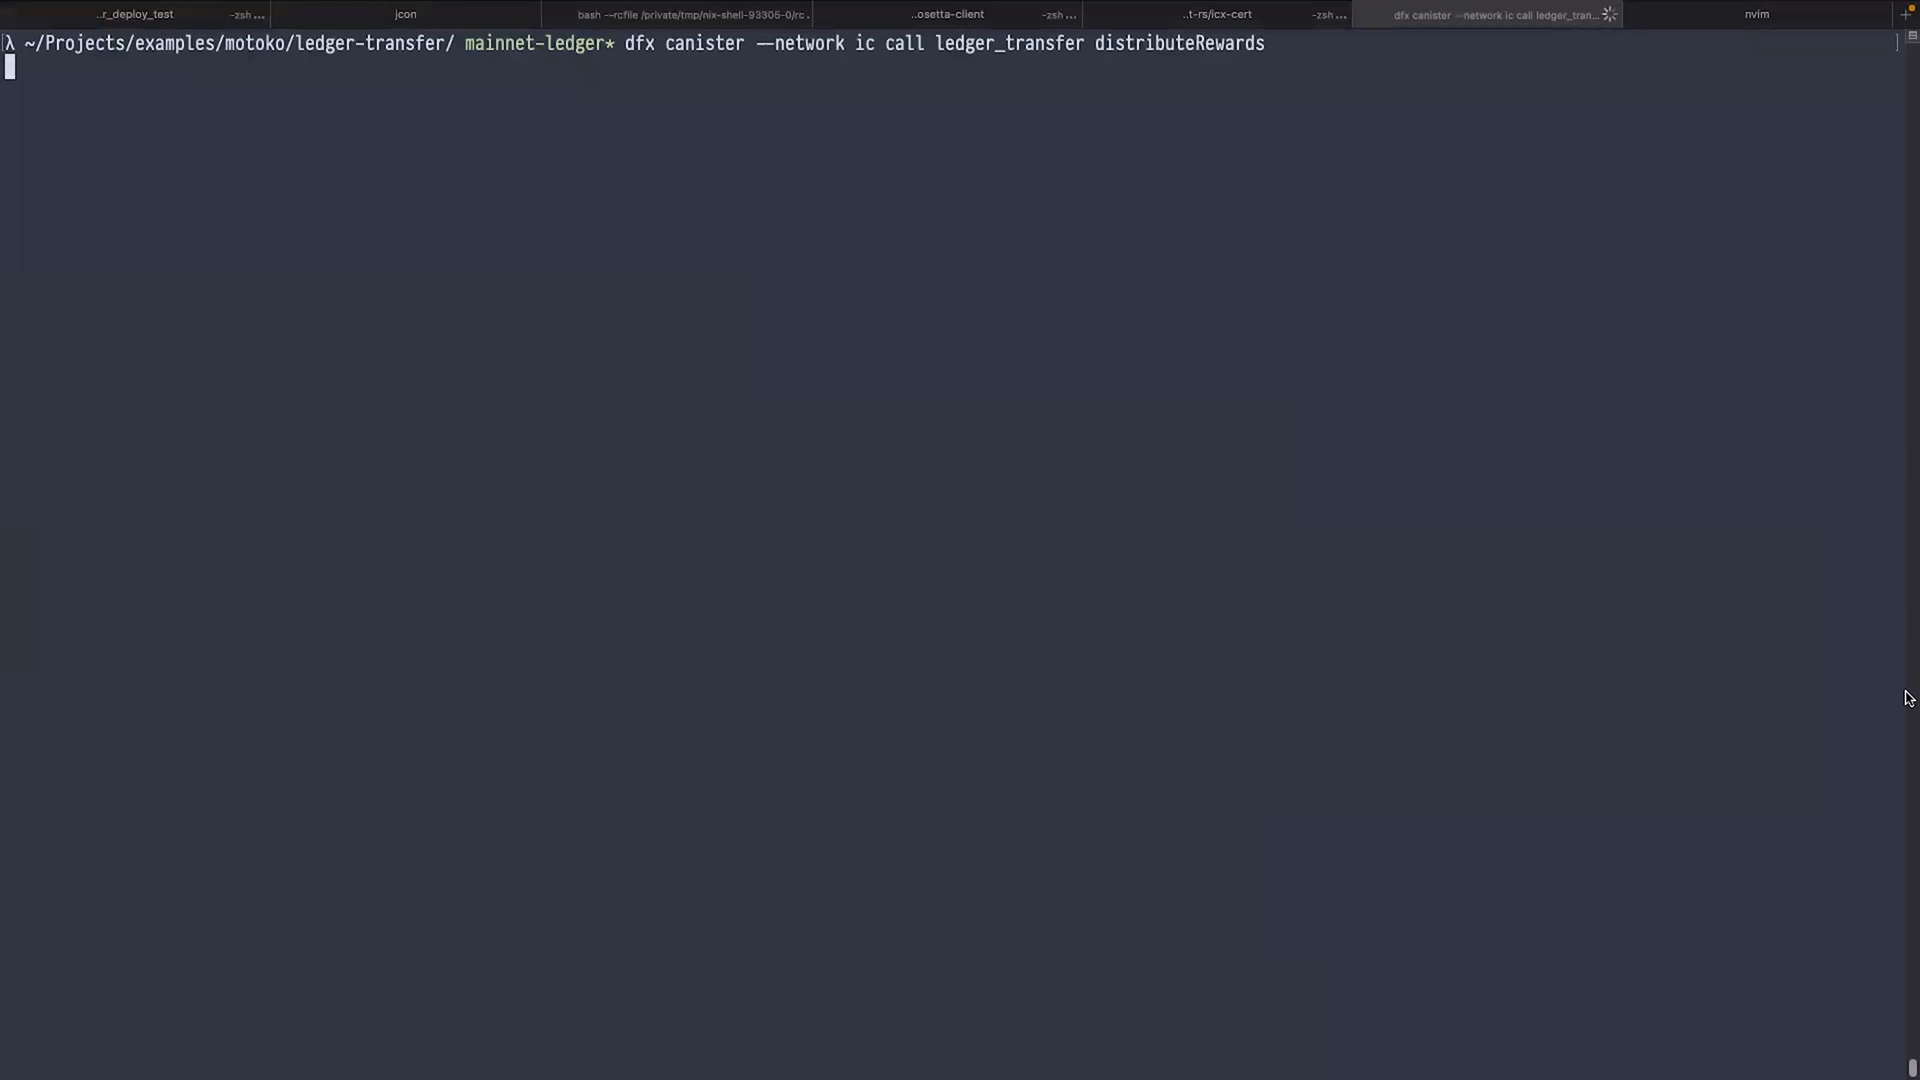 ..r_deploy_test -zsh ... jcon bash --rcfile /private/tmp/nix-shell-93305-0/rc . ..osetta-client -zsh ... ..t-rs/icx-cert -zsh ... dfx canister --network ic call ledger_tran... nvim +
λ ~/Projects/examples/motoko/ledger-transfer/ mainnet-ledger* dfx canister --network ic call ledger_transfer distributeRewards